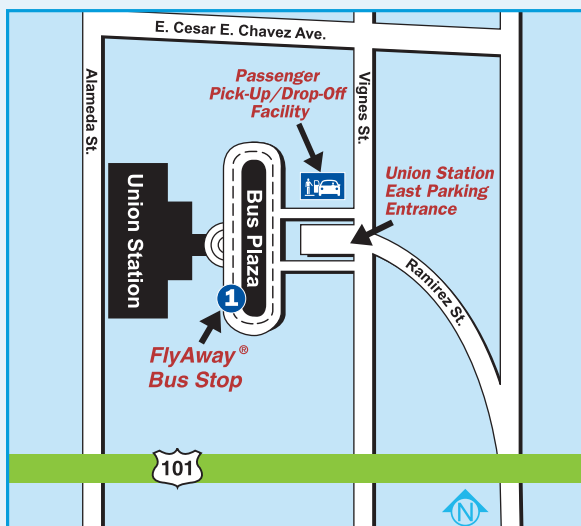 E. Cesar E. Chavez Ave.
Alameda St.
Passenger
Pick-Up/Drop-Off
Facility
Vignes St.
Union Station
East Parking
Entrance
Union Station
Bus Plaza
Ramirez St.
1
FlyAway®
Bus Stop
101
N